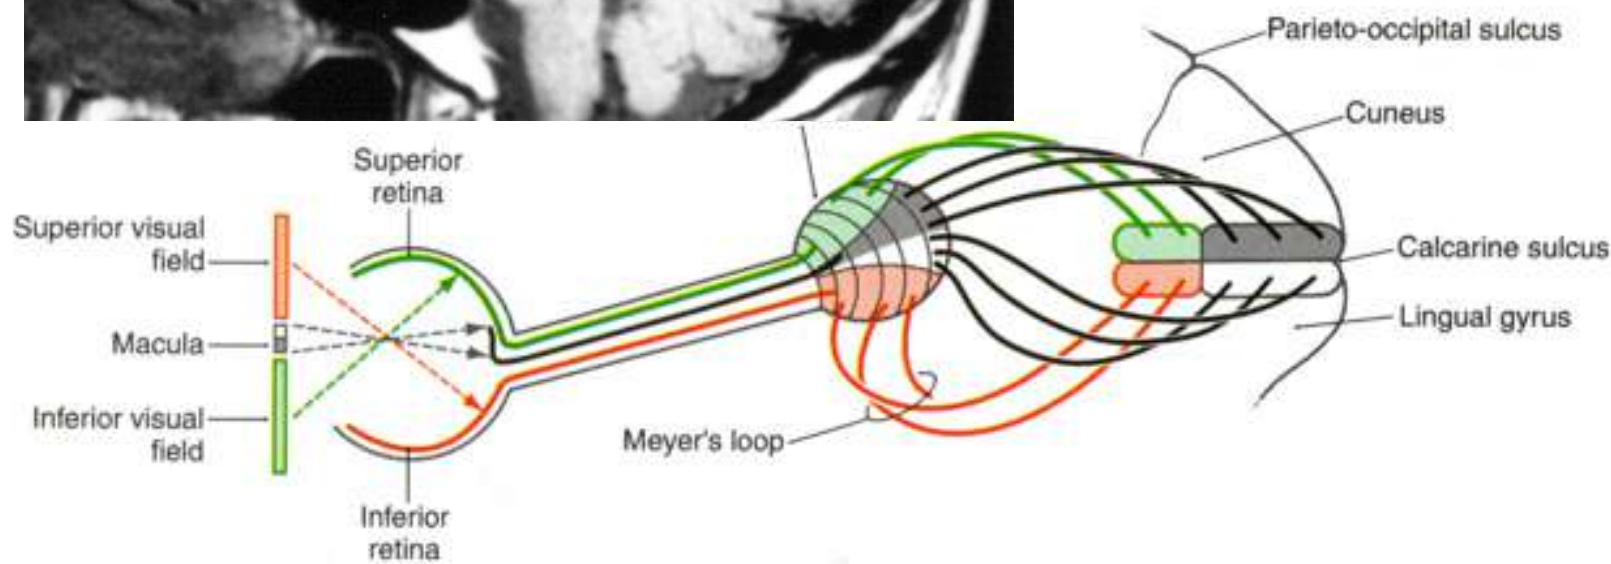 Parieto-occipital sulcus
Cuneus
Superior
retina
Superior visual
field
Calcarine sulcus
Macula
Lingual gyrus
Inferior visual
field
Meyer's loop
Inferior
retina